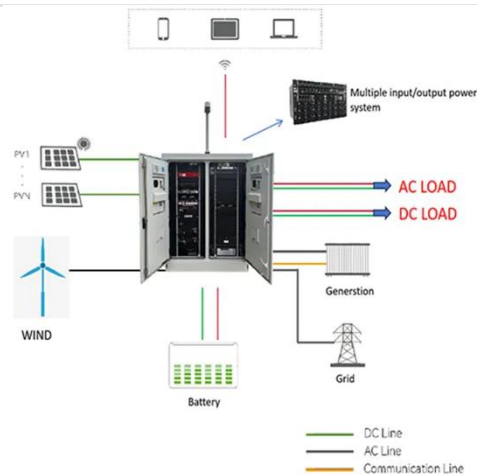 Multiple input/output power
system
PV1
PVN
AC LOAD
DC LOAD
WIND
Generstion
Battery
Grid
DC Line
AC Line
Communication Line